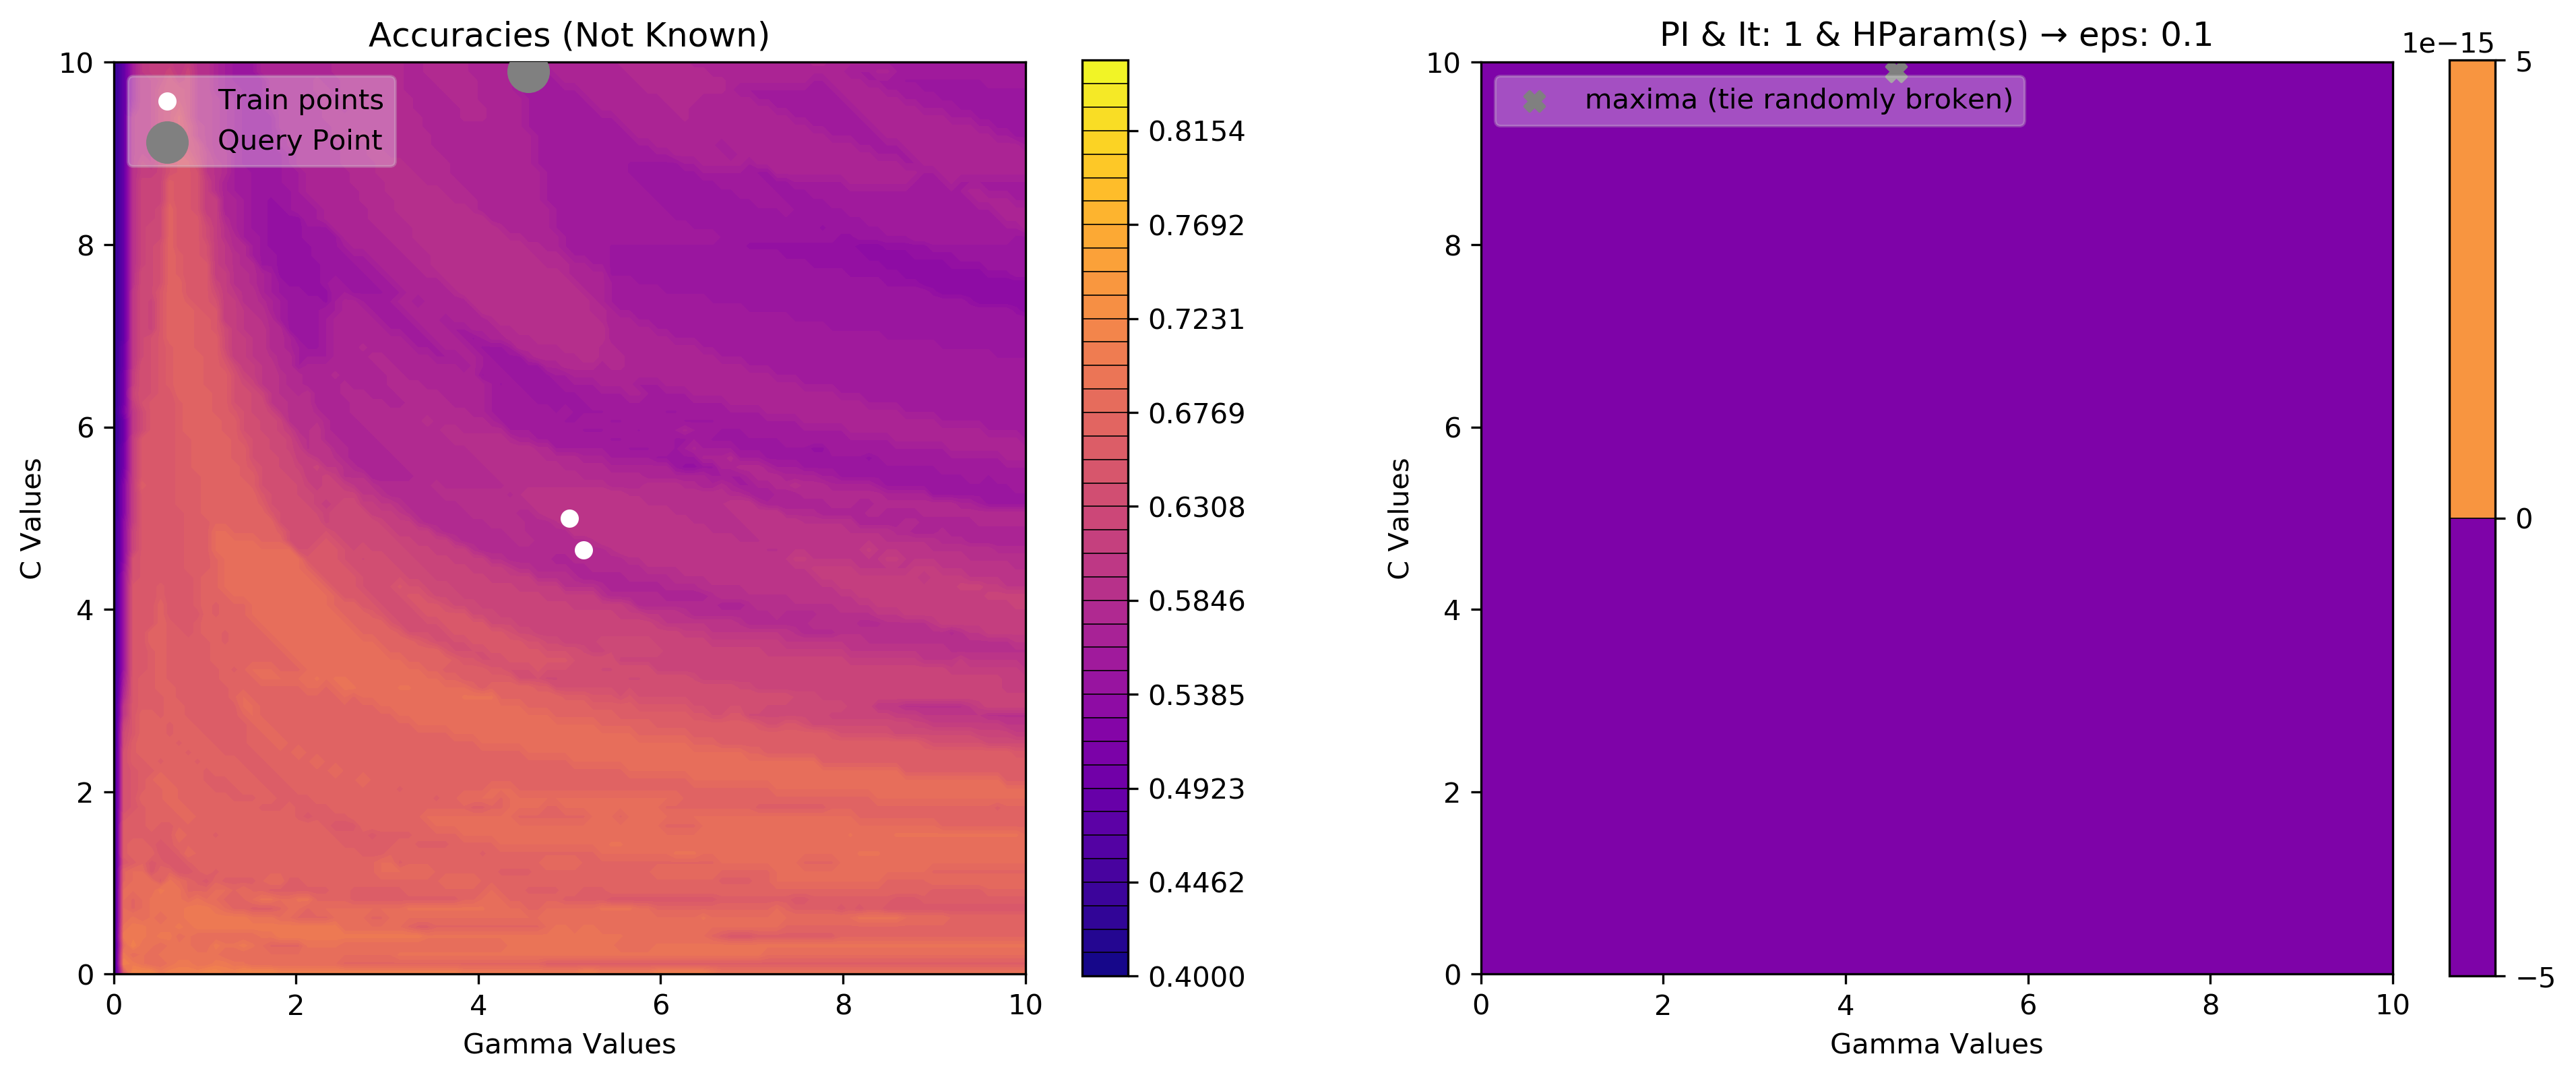 Accuracies (Not Known)
Train points
Query Point
10
8
6
4
2
0
C Values
0 2 4 6 8 10
Gamma Values
0.8154
0.7692
0.7231
0.6769
0.6308
0.5846
0.5385
0.4923
0.4462
0.4000
PI & It: 1 & HParam(s) → eps: 0.1
maxima (tie randomly broken)
10
8
6
4
2
0
C Values
0 2 4 6 8 10
Gamma Values
1e−15
5
0
−5